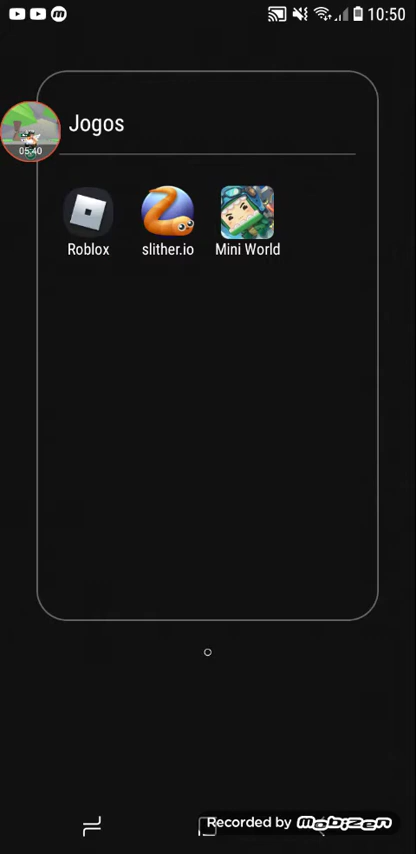 10:50
Jogos
05:40
Roblox
slither.io
Mini World
Recorded by mobizen